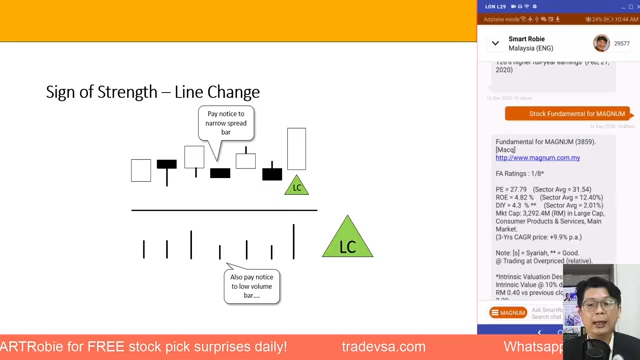 Sign of Strength – Line Change
Pay notice to
narrow spread
bar
LC
LC
Also pay notice
to low volume
bar....
LDN L29
Airplane mode
24%
10:44 AM
Smart Robie
Malaysia (ENG)
29577
126% higher full-year earnings (Feb, 21,
2020)
Stock Fundamental for MAGNUM
Fundamental for MAGNUM (3859).
[Macq]
http://www.magnum.com.my
FA Ratings : 1/8*
PE = 27.79 (Sector Avg = 31.54)
ROE = 4.82 % (Sector Avg = 12.40%)
DIY = 4.3 % ** (Sector Avg = 2.01%)
Mkt Cap: 3,292.4M (RM) in Large Cap,
Consumer Products & Services, Main
Market.
(3-Yrs CAGR price: +9.9% p.a.)
Note: [s] = Syariah, ** = Good.
@ Trading at Overpriced (relative).
*Intrinsic Valuation Des
Intrinsic Value @ 10% d
RM 0.40 vs previous clo
MAGNUM
Ask SmartR
Search chat.
ARTRobie for FREE stock pick surprises daily!
tradevsa.com
Whatsapp